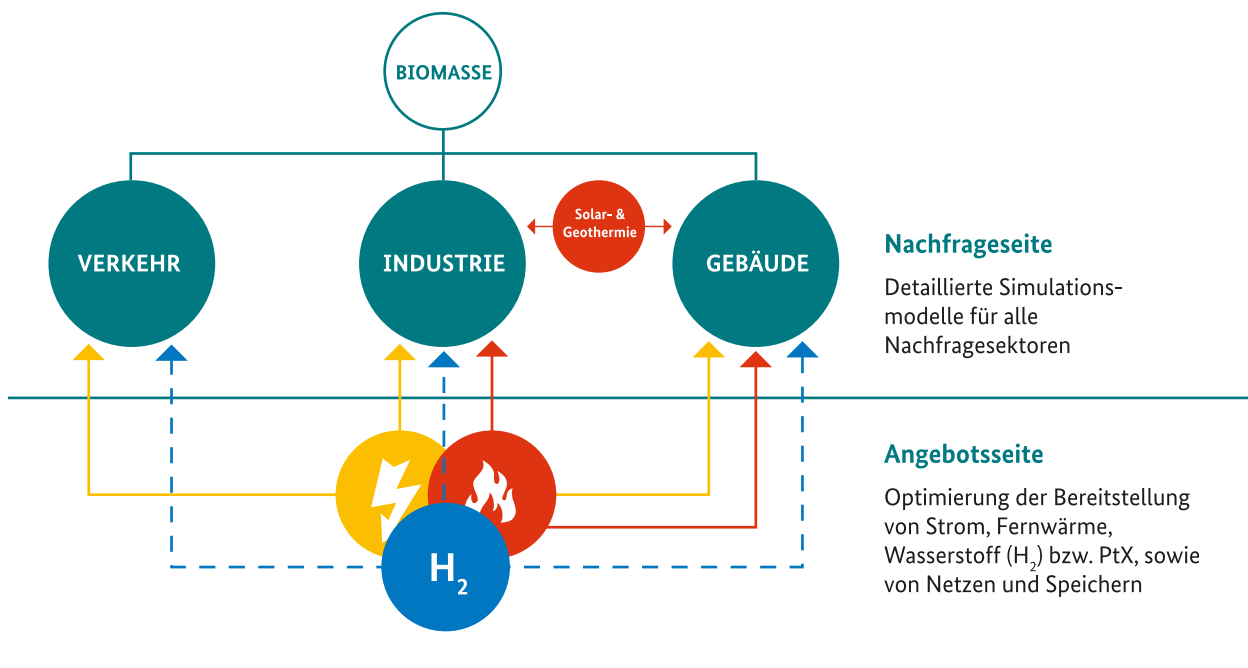 BIOMASSE
VERKEHR
INDUSTRIE
Solar- &
Geothermie
GEBÄUDE
Nachfrageseite
Detaillierte Simulations-
modelle für alle
Nachfragesektoren
H₂
Angebotsseite
Optimierung der Bereitstellung
von Strom, Fernwärme,
Wasserstoff (H₂) bzw. PtX, sowie
von Netzen und Speichern